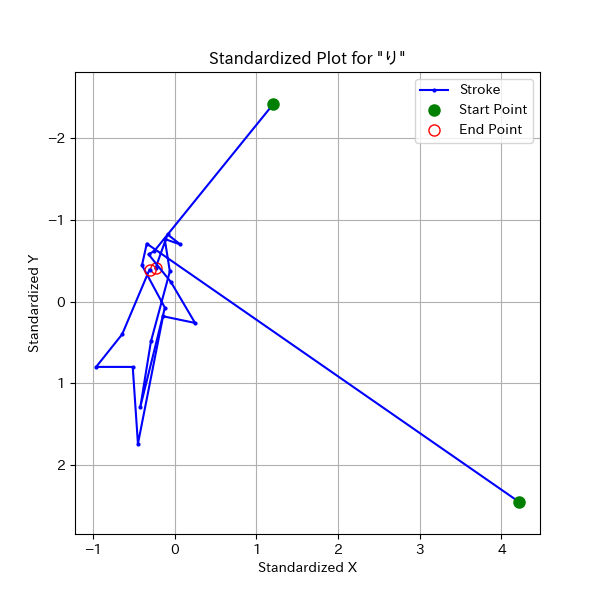 Standardized Plot for "り"
Stroke
Start Point
End Point
Standardized Y
−2
−1
0
1
2
−1 0 1 2 3 4
Standardized X